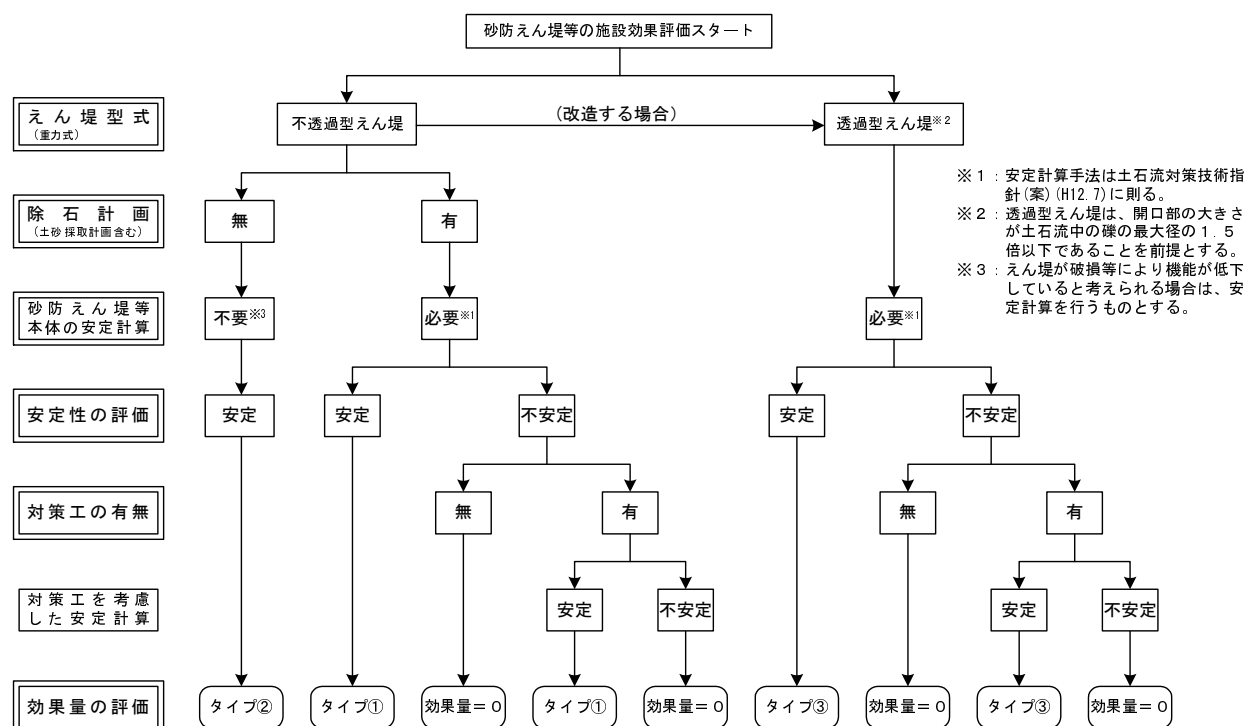 砂防えん堤等の施設効果評価スタート
えん堤型式
(重力式)
不透過型えん堤
(改造する場合)
透過型えん堤※2
※1：安定計算手法は土石流対策技術指
針(案)(H12.7)に則る。
※2：透過型えん堤は、開口部の大きさ
が土石流中の礫の最大径の1.5
倍以下であることを前提とする。
※3：えん堤が破損等により機能が低下
していると考えられる場合は、安
定計算を行うものとする。
除石計画
(土砂採取計画含む)
無
有
砂防えん堤等
本体の安定計算
不要※3
必要※1
必要※1
安定性の評価
安定
安定
不安定
安定
不安定
対策工の有無
無
有
無
有
対策工を考慮
した安定計算
安定
不安定
安定
不安定
効果量の評価
タイプ②
タイプ①
効果量＝0
タイプ①
効果量＝0
タイプ③
効果量＝0
タイプ③
効果量＝0